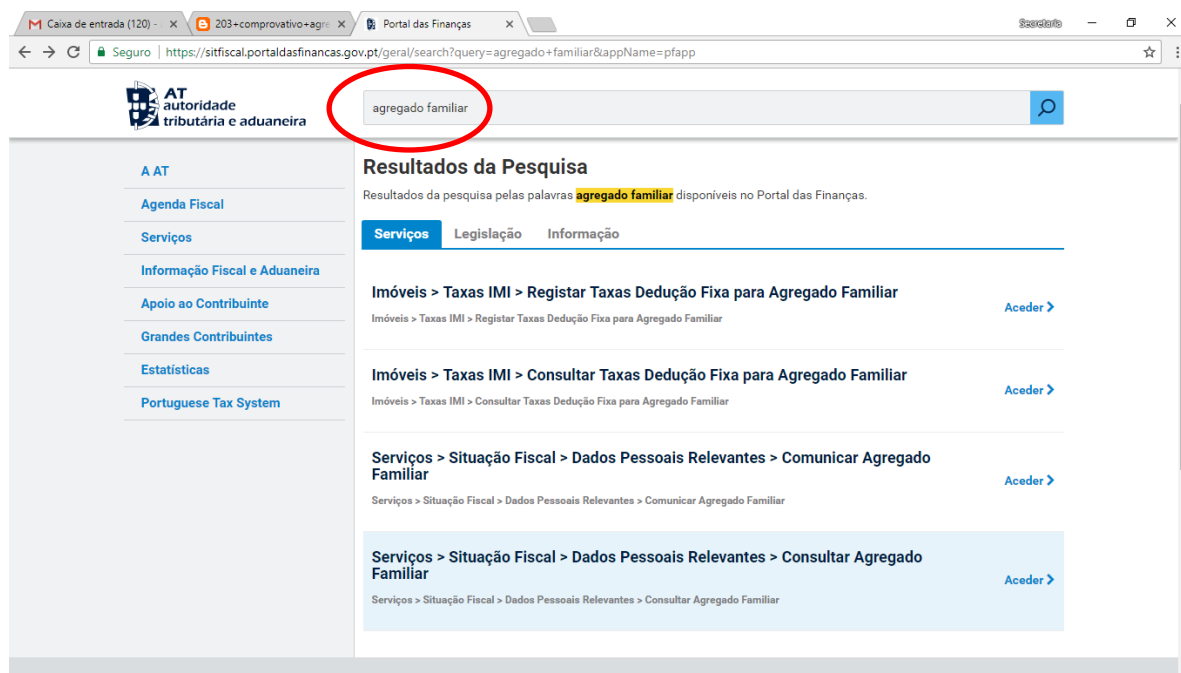 Caixa de entrada (120) -
203+comprovativo+agre
Portal das Finanças
Secretaria
Seguro | https://sitfiscal.portaldasfinancas.gov.pt/geral/search?query=agregado+familiar&appName=pfapp
AT
autoridade
tributária e aduaneira
agregado familiar
A AT
Agenda Fiscal
Serviços
Informação Fiscal e Aduaneira
Apoio ao Contribuinte
Grandes Contribuintes
Estatísticas
Portuguese Tax System
Resultados da Pesquisa
Resultados da pesquisa pelas palavras agregado familiar disponíveis no Portal das Finanças.
Serviços Legislação Informação
Imóveis > Taxas IMI > Registar Taxas Dedução Fixa para Agregado Familiar
Imóveis > Taxas IMI > Registar Taxas Dedução Fixa para Agregado Familiar
Aceder
Imóveis > Taxas IMI > Consultar Taxas Dedução Fixa para Agregado Familiar
Imóveis > Taxas IMI > Consultar Taxas Dedução Fixa para Agregado Familiar
Aceder
Serviços > Situação Fiscal > Dados Pessoais Relevantes > Comunicar Agregado
Familiar
Serviços > Situação Fiscal > Dados Pessoais Relevantes > Comunicar Agregado Familiar
Aceder
Serviços > Situação Fiscal > Dados Pessoais Relevantes > Consultar Agregado
Familiar
Serviços > Situação Fiscal > Dados Pessoais Relevantes > Consultar Agregado Familiar
Aceder